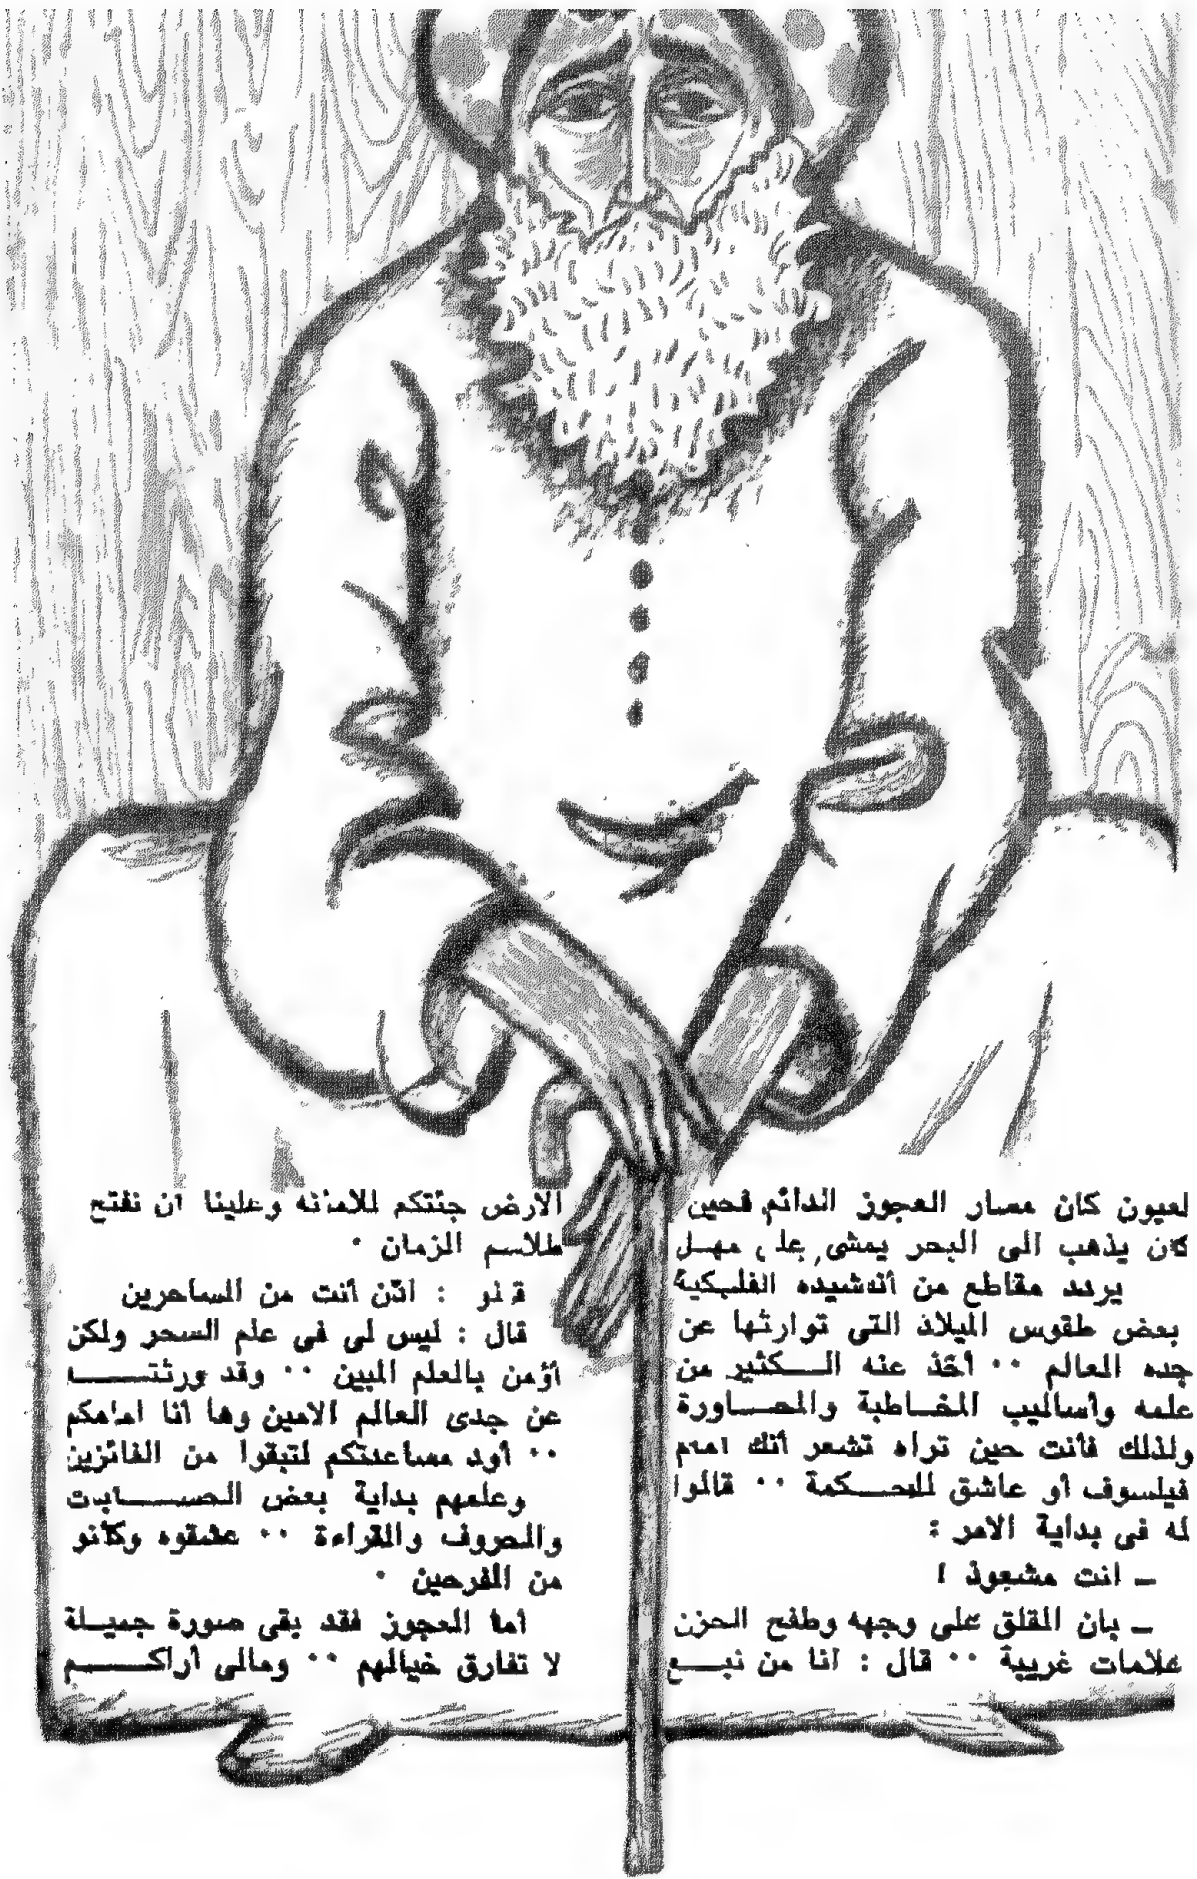 لعيون كان مسار العجوز الدائم فحين
كان يذهب الى البحر يمشى على مهل
يردد مقاطع من أناشيده الفلكية
بعض طقوس الميلاد التى توارثها عن
جده العالم ·· أخذ عنه الكثير من
علمه وأساليب المخاطبة والمحاورة
ولذلك فأنت حين تراه تشعر أنك امام
فيلسوف أو عاشق للحكمة ·· قالوا
له فى بداية الامر :
ـ انت مشعوذ !
ـ بان القلق على وجهه وطفح الحزن
علامات غريبة ·· قال : انا من نبع
الارض جئتكم للامانة وعلينا ان نفتح
طلاسم الزمان ·
قالو : اذن أنت من الساحرين
قال : ليس لى فى علم السحر ولكن
أؤمن بالعلم المبين ·· وقد ورثته
عن جدى العالم الامين وها أنا امامكم
·· أود مساعدتكم لتبقوا من الفائزين
وعلمهم بداية بعض الحسابات
والحروف والقراءة ·· عشقوه وكانو
من الفرحين ·
أما العجوز فقد بقى صورة جميلة
لا تفارق خيالهم ·· ومالى أراكم